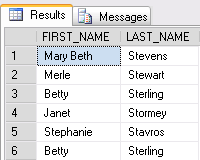 Results Messages
FIRST_NAME LAST_NAME
1 Mary Beth Stevens
2 Merle Stewart
3 Betty Sterling
4 Janet Stormey
5 Stephanie Stavros
6 Betty Sterling